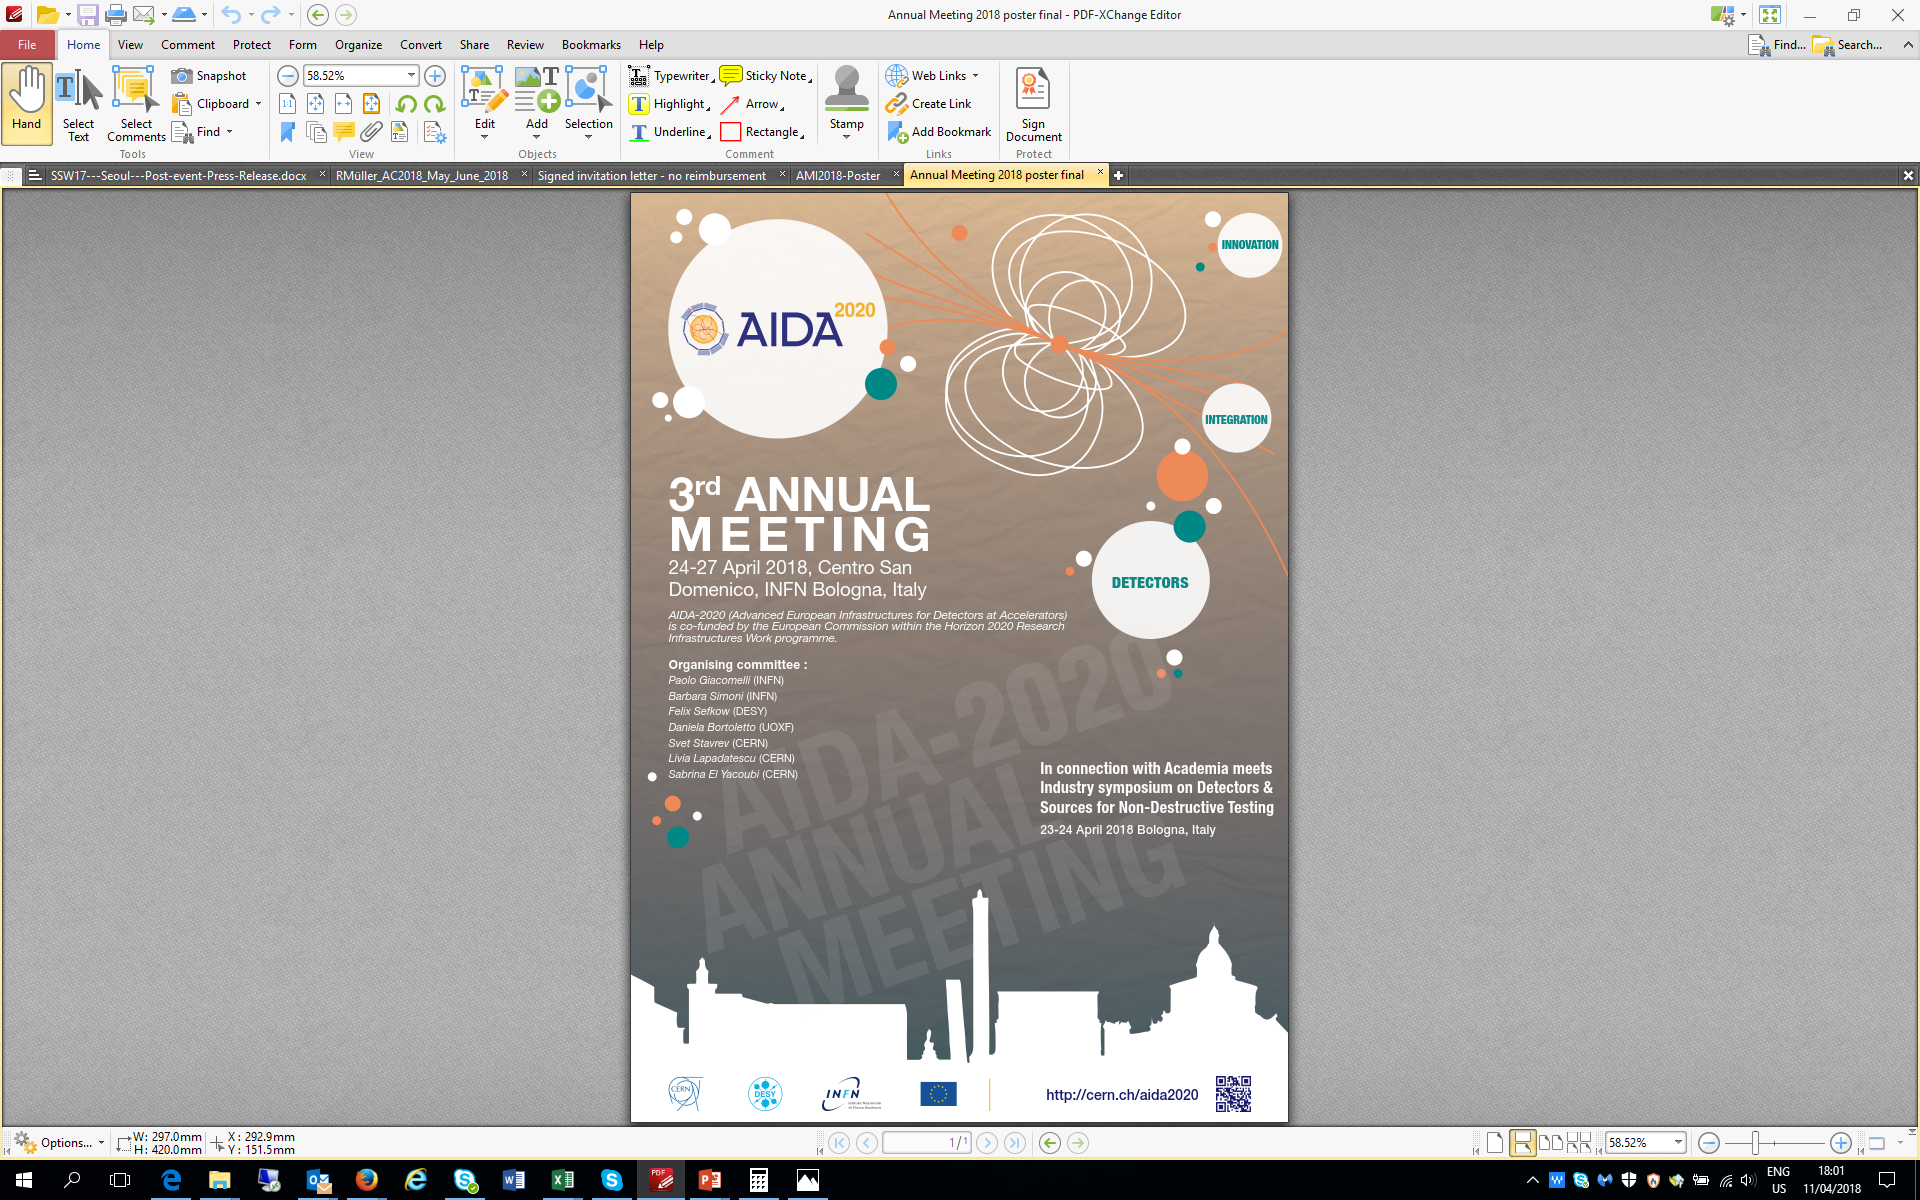 Annual Meeting 2018 poster final - PDF-XChange Editor
File Home View Comment Protect Form Organize Convert Share Review Bookmarks Help Find... Search...
Hand
Select Text
Select Comments
Snapshot
Clipboard
Find
Tools
58.52%
1:1
View
Edit
Add
Selection
Objects
Typewriter
Highlight
Underline
Sticky Note
Arrow
Rectangle
Stamp
Comment
Web Links
Create Link
Add Bookmark
Links
Sign Document
Protect
SSW17---Seoul---Post-event-Press-Release.docx
RMüller_AC2018_May_June_2018
Signed invitation letter - no reimbursement
AMI2018-Poster
Annual Meeting 2018 poster final
AIDA 2020
INNOVATION
INTEGRATION
DETECTORS
3rd ANNUAL
MEETING
24-27 April 2018, Centro San
Domenico, INFN Bologna, Italy
AIDA-2020 (Advanced European Infrastructures for Detectors at Accelerators)
is co-funded by the European Commission within the Horizon 2020 Research
Infrastructures Work programme.
Organising committee :
Paolo Giacomelli (INFN)
Barbara Simoni (INFN)
Felix Sefkow (DESY)
Daniela Bortoletto (UOXF)
Svet Stavrev (CERN)
Livia Lapadatescu (CERN)
Sabrina El Yacoubi (CERN)
AIDA-2020
ANNUAL
MEETING
In connection with Academia meets
Industry symposium on Detectors &
Sources for Non-Destructive Testing
23-24 April 2018 Bologna, Italy
CERN
DESY
INFN
http://cern.ch/aida2020
Options...
W: 297.0mm
H: 420.0mm
X: 292.9mm
Y: 151.5mm
1 / 1
58.52%
PDF
ENG
US
18:01
11/04/2018